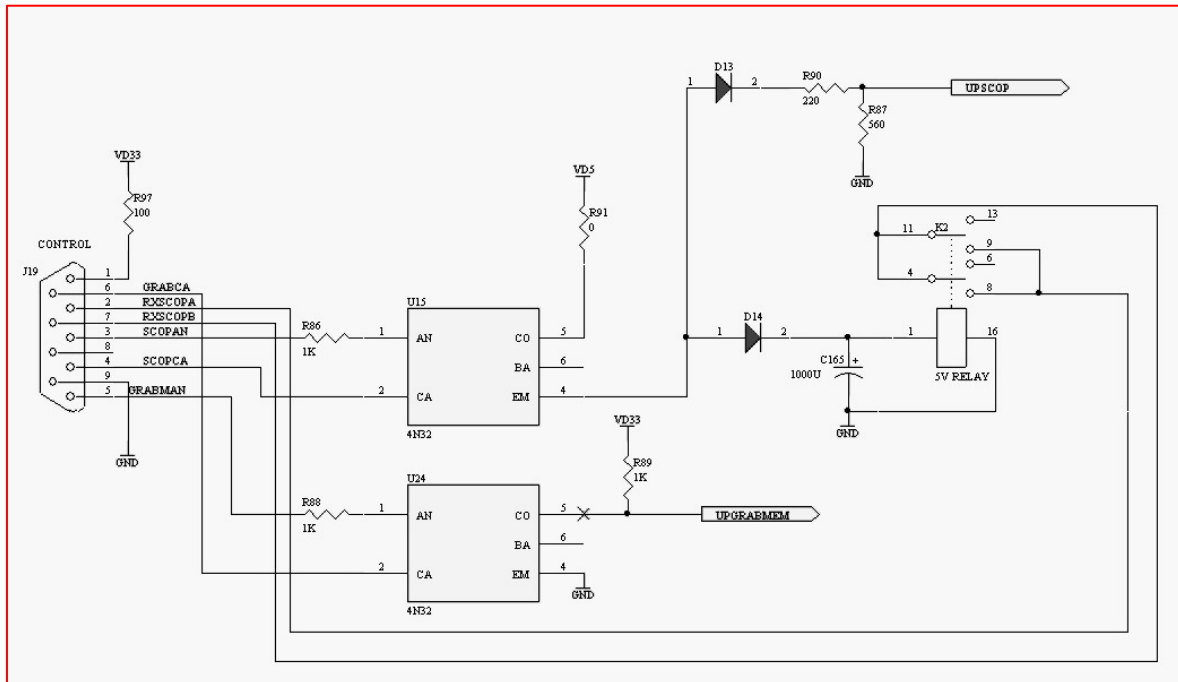 D13
1
2
R90
220
UPSCOP
R87
560
GND
VD33
R97
100
VD5
R91
0
CONTROL
J19
1
6
GRABCA
2
RXSCOPA
7
RXSCOPB
3
SCOPAN
8
4
SCOPCA
9
5
GRABMAN
GND
R86
1K
1
2
U15
AN
CO
BA
CA
EM
4N32
5
6
4
11
K2
13
9
6
4
8
D14
1
2
C165
+
1000U
1
16
5V RELAY
GND
VD33
R89
1K
R88
1K
1
2
U24
AN
CO
BA
CA
EM
4N32
5
6
4
GND
UPGRABMEM